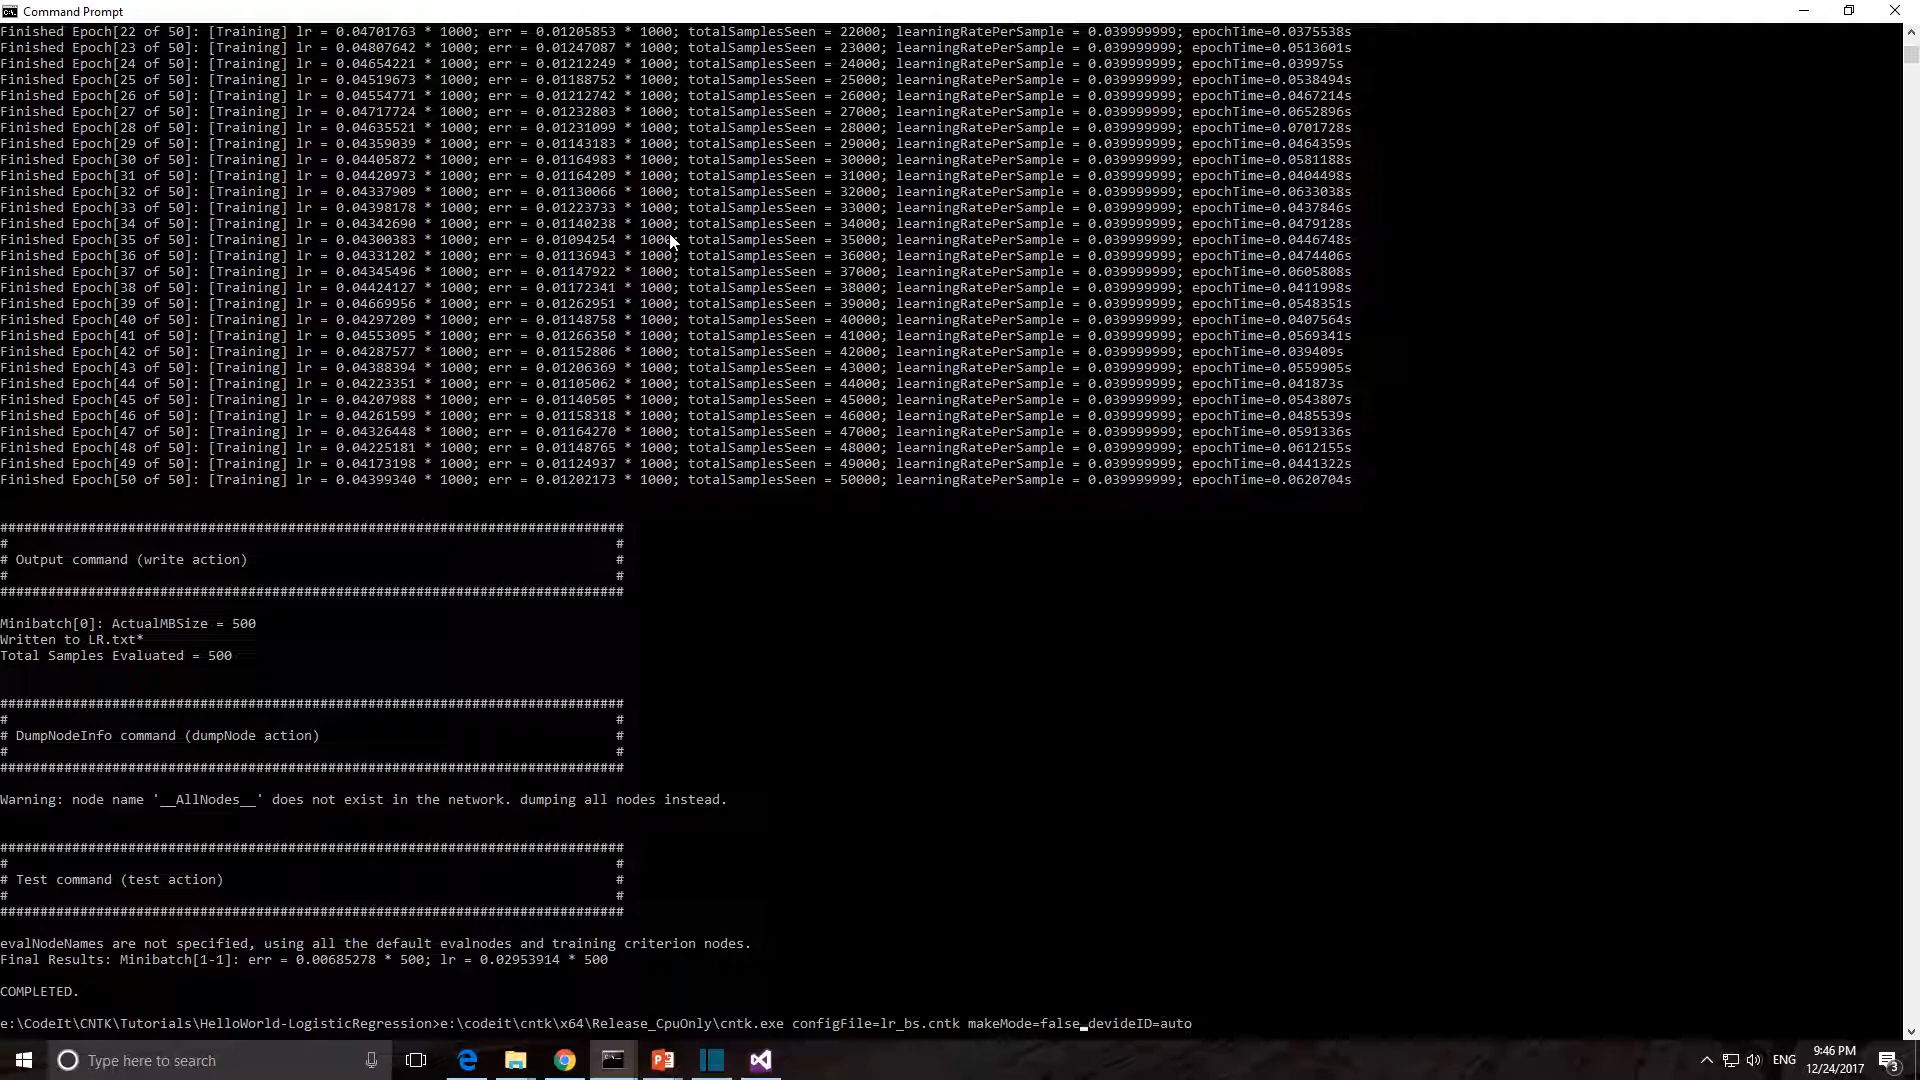 Command Prompt
Finished Epoch[22 of 50]: [Training] lr = 0.04701763 * 1000; err = 0.01205853 * 1000; totalSamplesSeen = 22000; learningRatePerSample = 0.039999999; epochTime=0.0375538s
Finished Epoch[23 of 50]: [Training] lr = 0.04807642 * 1000; err = 0.01247087 * 1000; totalSamplesSeen = 23000; learningRatePerSample = 0.039999999; epochTime=0.0513601s
Finished Epoch[24 of 50]: [Training] lr = 0.04654221 * 1000; err = 0.01212249 * 1000; totalSamplesSeen = 24000; learningRatePerSample = 0.039999999; epochTime=0.039975s
Finished Epoch[25 of 50]: [Training] lr = 0.04519673 * 1000; err = 0.01188752 * 1000; totalSamplesSeen = 25000; learningRatePerSample = 0.039999999; epochTime=0.0538494s
Finished Epoch[26 of 50]: [Training] lr = 0.04554771 * 1000; err = 0.01212742 * 1000; totalSamplesSeen = 26000; learningRatePerSample = 0.039999999; epochTime=0.0467214s
Finished Epoch[27 of 50]: [Training] lr = 0.04717724 * 1000; err = 0.01232803 * 1000; totalSamplesSeen = 27000; learningRatePerSample = 0.039999999; epochTime=0.0652896s
Finished Epoch[28 of 50]: [Training] lr = 0.04635521 * 1000; err = 0.01231099 * 1000; totalSamplesSeen = 28000; learningRatePerSample = 0.039999999; epochTime=0.0701728s
Finished Epoch[29 of 50]: [Training] lr = 0.04359039 * 1000; err = 0.01143183 * 1000; totalSamplesSeen = 29000; learningRatePerSample = 0.039999999; epochTime=0.0464359s
Finished Epoch[30 of 50]: [Training] lr = 0.04405872 * 1000; err = 0.01164983 * 1000; totalSamplesSeen = 30000; learningRatePerSample = 0.039999999; epochTime=0.0581188s
Finished Epoch[31 of 50]: [Training] lr = 0.04420973 * 1000; err = 0.01164209 * 1000; totalSamplesSeen = 31000; learningRatePerSample = 0.039999999; epochTime=0.0404498s
Finished Epoch[32 of 50]: [Training] lr = 0.04337909 * 1000; err = 0.01130066 * 1000; totalSamplesSeen = 32000; learningRatePerSample = 0.039999999; epochTime=0.0633038s
Finished Epoch[33 of 50]: [Training] lr = 0.04398178 * 1000; err = 0.01223733 * 1000; totalSamplesSeen = 33000; learningRatePerSample = 0.039999999; epochTime=0.0437846s
Finished Epoch[34 of 50]: [Training] lr = 0.04342690 * 1000; err = 0.01140238 * 1000; totalSamplesSeen = 34000; learningRatePerSample = 0.039999999; epochTime=0.0479128s
Finished Epoch[35 of 50]: [Training] lr = 0.04300383 * 1000; err = 0.01094254 * 1000; totalSamplesSeen = 35000; learningRatePerSample = 0.039999999; epochTime=0.0446748s
Finished Epoch[36 of 50]: [Training] lr = 0.04331202 * 1000; err = 0.01136943 * 1000; totalSamplesSeen = 36000; learningRatePerSample = 0.039999999; epochTime=0.0474406s
Finished Epoch[37 of 50]: [Training] lr = 0.04345496 * 1000; err = 0.01147922 * 1000; totalSamplesSeen = 37000; learningRatePerSample = 0.039999999; epochTime=0.0605808s
Finished Epoch[38 of 50]: [Training] lr = 0.04424127 * 1000; err = 0.01172341 * 1000; totalSamplesSeen = 38000; learningRatePerSample = 0.039999999; epochTime=0.0411998s
Finished Epoch[39 of 50]: [Training] lr = 0.04669956 * 1000; err = 0.01262951 * 1000; totalSamplesSeen = 39000; learningRatePerSample = 0.039999999; epochTime=0.0548351s
Finished Epoch[40 of 50]: [Training] lr = 0.04297209 * 1000; err = 0.01148758 * 1000; totalSamplesSeen = 40000; learningRatePerSample = 0.039999999; epochTime=0.0407564s
Finished Epoch[41 of 50]: [Training] lr = 0.04553095 * 1000; err = 0.01266350 * 1000; totalSamplesSeen = 41000; learningRatePerSample = 0.039999999; epochTime=0.0569341s
Finished Epoch[42 of 50]: [Training] lr = 0.04287577 * 1000; err = 0.01152806 * 1000; totalSamplesSeen = 42000; learningRatePerSample = 0.039999999; epochTime=0.039409s
Finished Epoch[43 of 50]: [Training] lr = 0.04388394 * 1000; err = 0.01206369 * 1000; totalSamplesSeen = 43000; learningRatePerSample = 0.039999999; epochTime=0.0559905s
Finished Epoch[44 of 50]: [Training] lr = 0.04223351 * 1000; err = 0.01105062 * 1000; totalSamplesSeen = 44000; learningRatePerSample = 0.039999999; epochTime=0.041873s
Finished Epoch[45 of 50]: [Training] lr = 0.04207988 * 1000; err = 0.01140505 * 1000; totalSamplesSeen = 45000; learningRatePerSample = 0.039999999; epochTime=0.0543807s
Finished Epoch[46 of 50]: [Training] lr = 0.04261599 * 1000; err = 0.01158318 * 1000; totalSamplesSeen = 46000; learningRatePerSample = 0.039999999; epochTime=0.0485539s
Finished Epoch[47 of 50]: [Training] lr = 0.04326448 * 1000; err = 0.01164270 * 1000; totalSamplesSeen = 47000; learningRatePerSample = 0.039999999; epochTime=0.0591336s
Finished Epoch[48 of 50]: [Training] lr = 0.04225181 * 1000; err = 0.01148765 * 1000; totalSamplesSeen = 48000; learningRatePerSample = 0.039999999; epochTime=0.0612155s
Finished Epoch[49 of 50]: [Training] lr = 0.04173198 * 1000; err = 0.01124937 * 1000; totalSamplesSeen = 49000; learningRatePerSample = 0.039999999; epochTime=0.0441322s
Finished Epoch[50 of 50]: [Training] lr = 0.04399340 * 1000; err = 0.01202173 * 1000; totalSamplesSeen = 50000; learningRatePerSample = 0.039999999; epochTime=0.0620704s
##############################################################################
# #
# Output command (write action) #
# #
##############################################################################
Minibatch[0]: ActualMBSize = 500
Written to LR.txt*
Total Samples Evaluated = 500
##############################################################################
# #
# DumpNodeInfo command (dumpNode action) #
# #
##############################################################################
Warning: node name '__AllNodes__' does not exist in the network. dumping all nodes instead.
##############################################################################
# #
# Test command (test action) #
# #
##############################################################################
evalNodeNames are not specified, using all the default evalnodes and training criterion nodes.
Final Results: Minibatch[1-1]: err = 0.00685278 * 500; lr = 0.02953914 * 500
COMPLETED.
e:\CodeIt\CNTK\Tutorials\HelloWorld-LogisticRegression>e:\codeit\cntk\x64\Release_CpuOnly\cntk.exe configFile=lr_bs.cntk makeMode=false devideID=auto
Type here to search
ENG
9:46 PM
12/24/2017
3